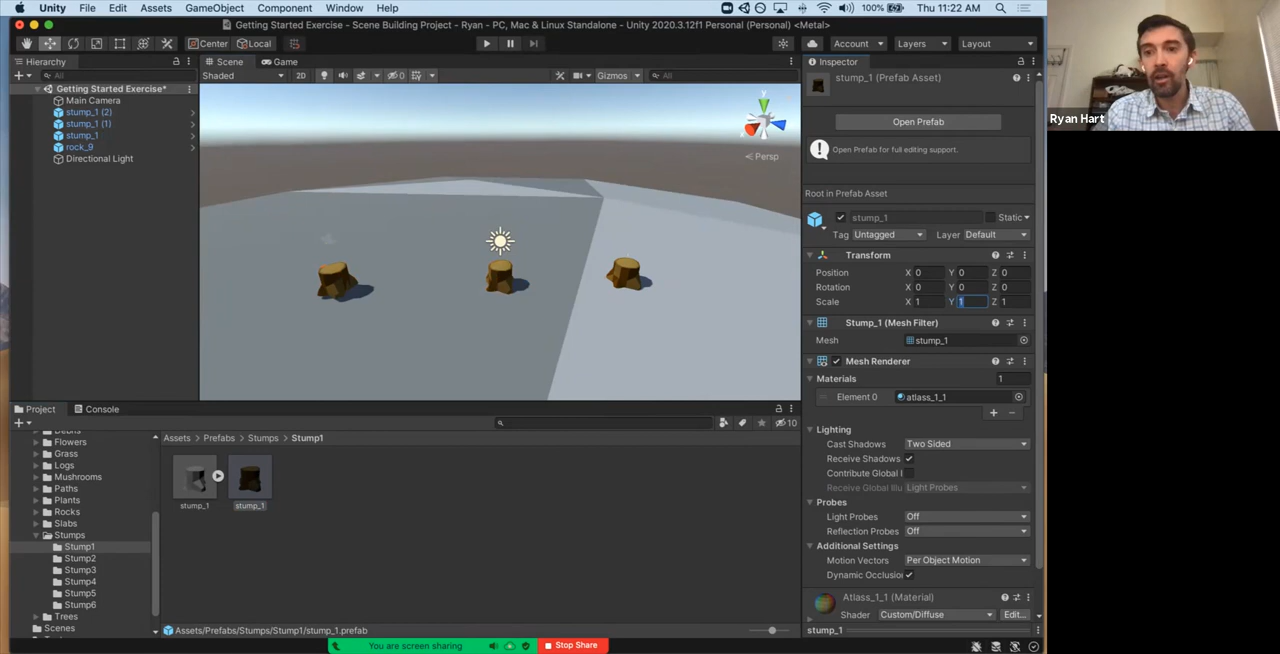 Unity File Edit Assets GameObject Component Window Help 100% Thu 11:22 AM
Getting Started Exercise - Scene Building Project - Ryan - PC, Mac & Linux Standalone - Unity 2020.3.12f1 Personal (Personal) <Metal>
Center Local Account Layers Layout
Hierarchy
All
Getting Started Exercise*
Main Camera
stump_1 (2)
stump_1 (1)
stump_1
rock_9
Directional Light
Scene Game
Shaded 2D 0 Gizmos All
y
Persp
Inspector
stump_1 (Prefab Asset)
Open Prefab
Open Prefab for full editing support.
Root in Prefab Asset
stump_1 Static
Tag Untagged Layer Default
Transform
Position X 0 Y 0 Z 0
Rotation X 0 Y 0 Z 0
Scale X 1 Y 1 Z 1
Stump_1 (Mesh Filter)
Mesh stump_1
Mesh Renderer
Materials 1
Element 0 atlass_1_1
Lighting
Cast Shadows Two Sided
Receive Shadows
Contribute Global I
Receive Global Illu Light Probes
Probes
Light Probes Off
Reflection Probes Off
Additional Settings
Motion Vectors Per Object Motion
Dynamic Occlusio
Atlass_1_1 (Material)
Shader Custom/Diffuse Edit...
stump_1
Project Console
10
Debris
Flowers
Grass
Logs
Mushrooms
Paths
Plants
Rocks
Slabs
Stumps
Stump1
Stump2
Stump3
Stump4
Stump5
Stump6
Trees
Scenes
Assets Prefabs Stumps Stump1
stump_1 stump_1
Assets/Prefabs/Stumps/Stump1/stump_1.prefab
You are screen sharing Stop Share
Ryan Hart